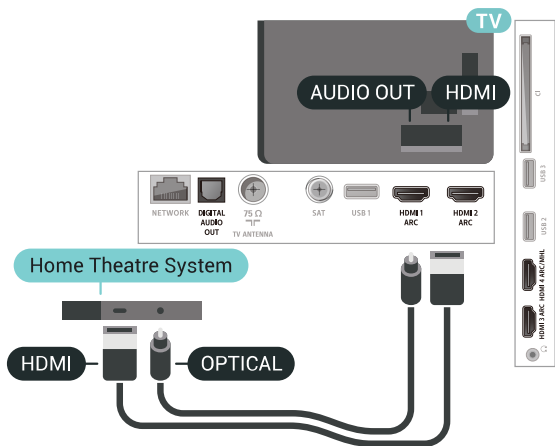 TV
AUDIO OUT
HDMI
CI
USB 3
USB 2
HDMI 4 ARC/MHL
HDMI 3 ARC
NETWORK
DIGITAL
AUDIO
OUT
75 Ω
TV ANTENNA
SAT
USB 1
HDMI 1
ARC
HDMI 2
ARC
Home Theatre System
HDMI
OPTICAL